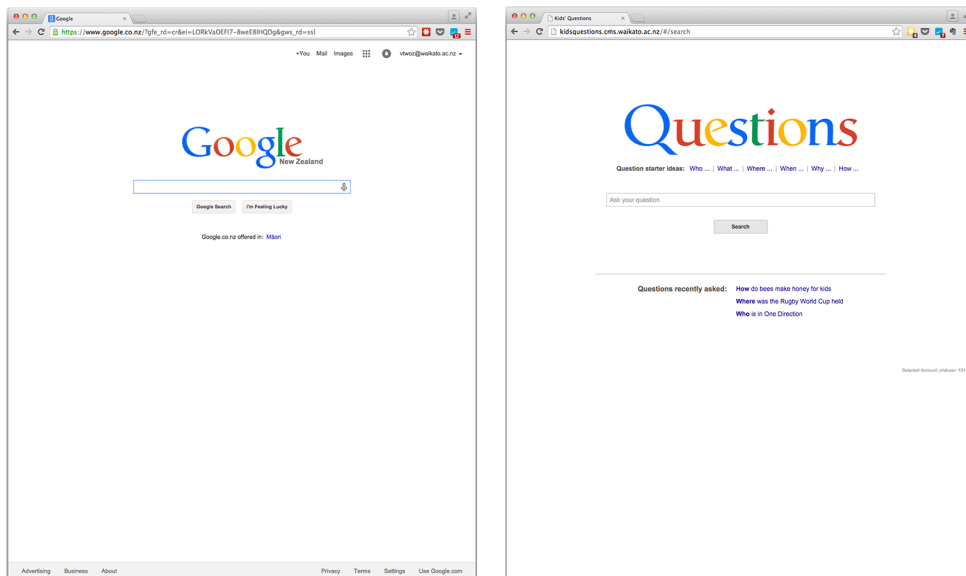 Google
https://www.google.co.nz/?gfe_rd=cr&ei=LORkVaOEFI7-8weE8IHQDg&gws_rd=ssl
+You Mail Images vtwoz@waikato.ac.nz
Google
New Zealand
Google Search I'm Feeling Lucky
Google.co.nz offered in: Māori
Advertising Business About Privacy Terms Settings Use Google.com
Kids' Questions
kidsquestions.cms.waikato.ac.nz/#/search
Questions
Question starter ideas: Who ... | What ... | Where ... | When ... | Why ... | How ...
Ask your question
Search
Questions recently asked: How do bees make honey for kids
Where was the Rugby World Cup held
Who is in One Direction
Selected Account: phduser: 101